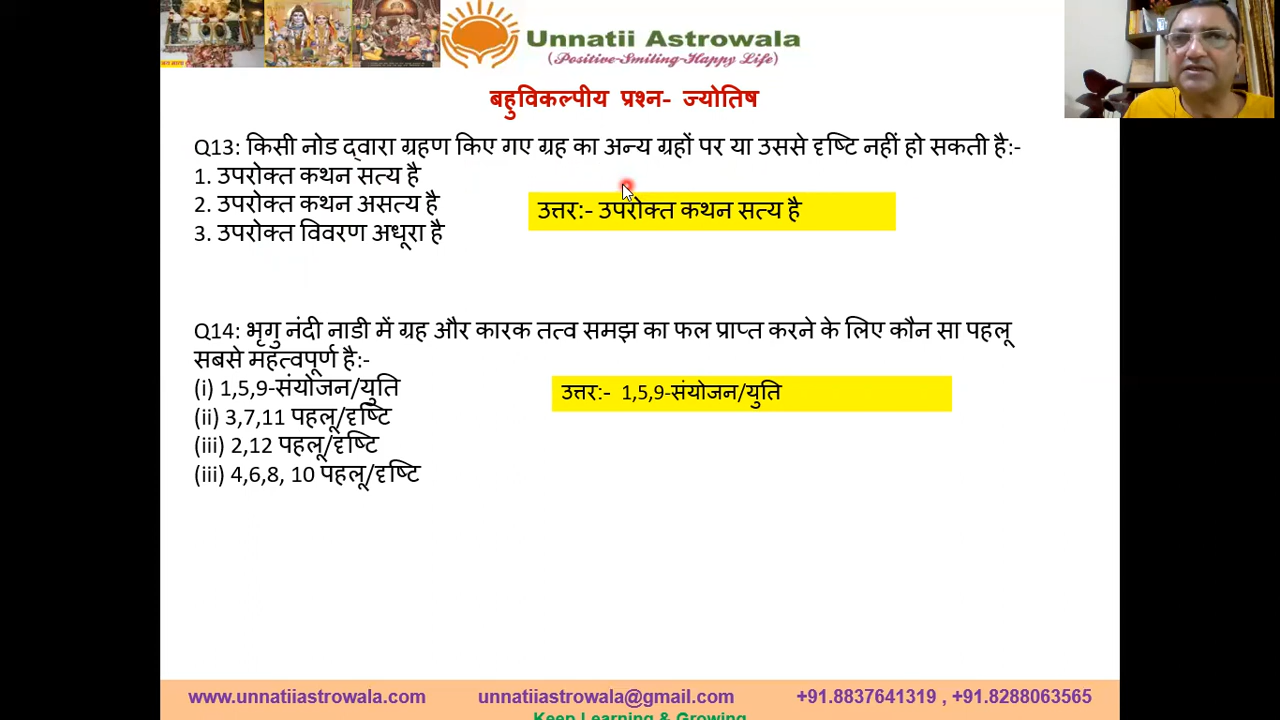 Unnatii Astrowala
(Positive-Smiling-Happy Life)
बहुविकल्पीय प्रश्न- ज्योतिष
Q13: किसी नोड द्वारा ग्रहण किए गए ग्रह का अन्य ग्रहों पर या उससे दृष्टि नहीं हो सकती है:-
1. उपरोक्त कथन सत्य है
2. उपरोक्त कथन असत्य है
3. उपरोक्त विवरण अधूरा है
उत्तर:- उपरोक्त कथन सत्य है
Q14: भृगु नंदी नाडी में ग्रह और कारक तत्व समझ का फल प्राप्त करने के लिए कौन सा पहलू
सबसे महत्वपूर्ण है:-
(i) 1,5,9-संयोजन/युति
(ii) 3,7,11 पहलू/दृष्टि
(iii) 2,12 पहलू/दृष्टि
(iii) 4,6,8, 10 पहलू/दृष्टि
उत्तर:- 1,5,9-संयोजन/युति
www.unnatiiastrowala.com unnatiiastrowala@gmail.com +91.8837641319 , +91.8288063565
Keep Learning & Growing